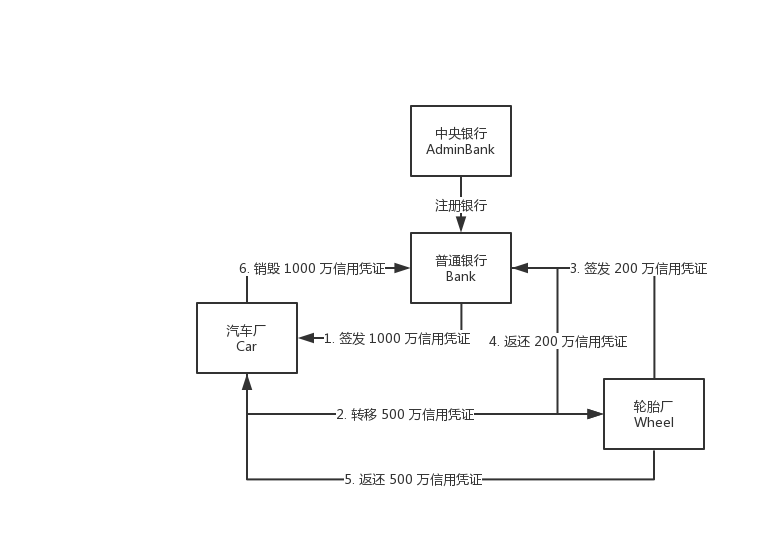 中央银行
AdminBank
注册银行
普通银行
Bank
6. 销毁 1000 万信用凭证
3. 签发 200 万信用凭证
汽车厂
Car
1. 签发 1000 万信用凭证
4. 返还 200 万信用凭证
轮胎厂
Wheel
2. 转移 500 万信用凭证
5. 返还 500 万信用凭证